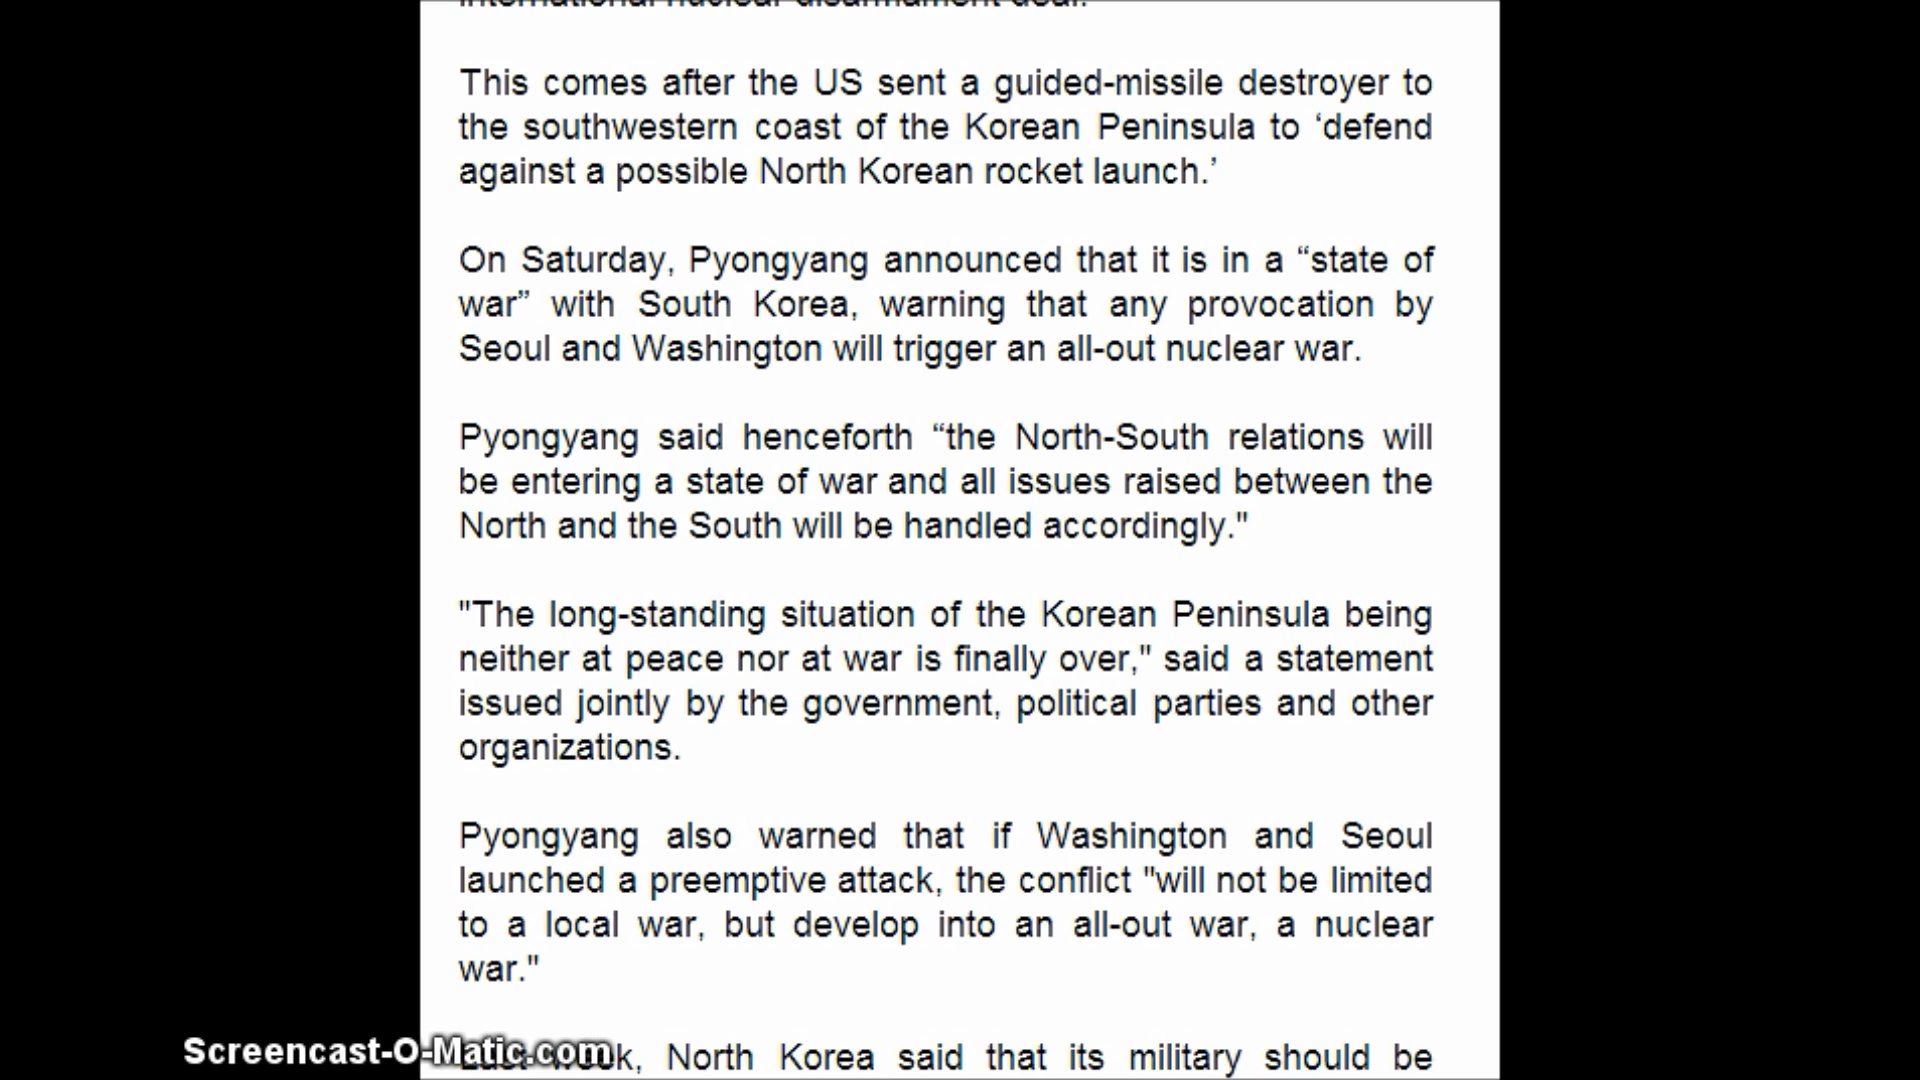 international nuclear disarmament deal.
This comes after the US sent a guided-missile destroyer to
the southwestern coast of the Korean Peninsula to ‘defend
against a possible North Korean rocket launch.’
On Saturday, Pyongyang announced that it is in a “state of
war” with South Korea, warning that any provocation by
Seoul and Washington will trigger an all-out nuclear war.
Pyongyang said henceforth “the North-South relations will
be entering a state of war and all issues raised between the
North and the South will be handled accordingly."
"The long-standing situation of the Korean Peninsula being
neither at peace nor at war is finally over," said a statement
issued jointly by the government, political parties and other
organizations.
Pyongyang also warned that if Washington and Seoul
launched a preemptive attack, the conflict "will not be limited
to a local war, but develop into an all-out war, a nuclear
war."
Last week, North Korea said that its military should be
Screencast-O-Matic.com